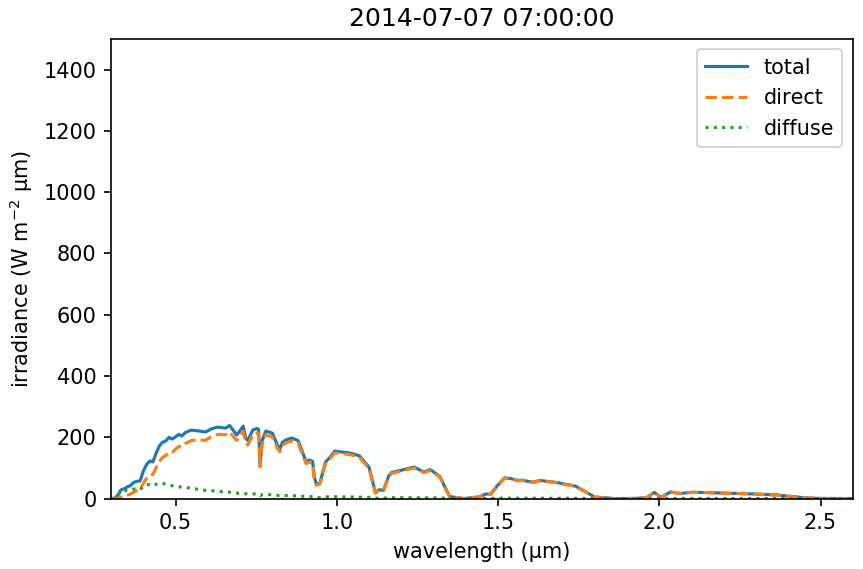 2014-07-07 07:00:00
total
direct
diffuse
1400
1200
1000
800
600
400
200
0
irradiance (W m⁻² µm)
0.5 1.0 1.5 2.0 2.5
wavelength (µm)